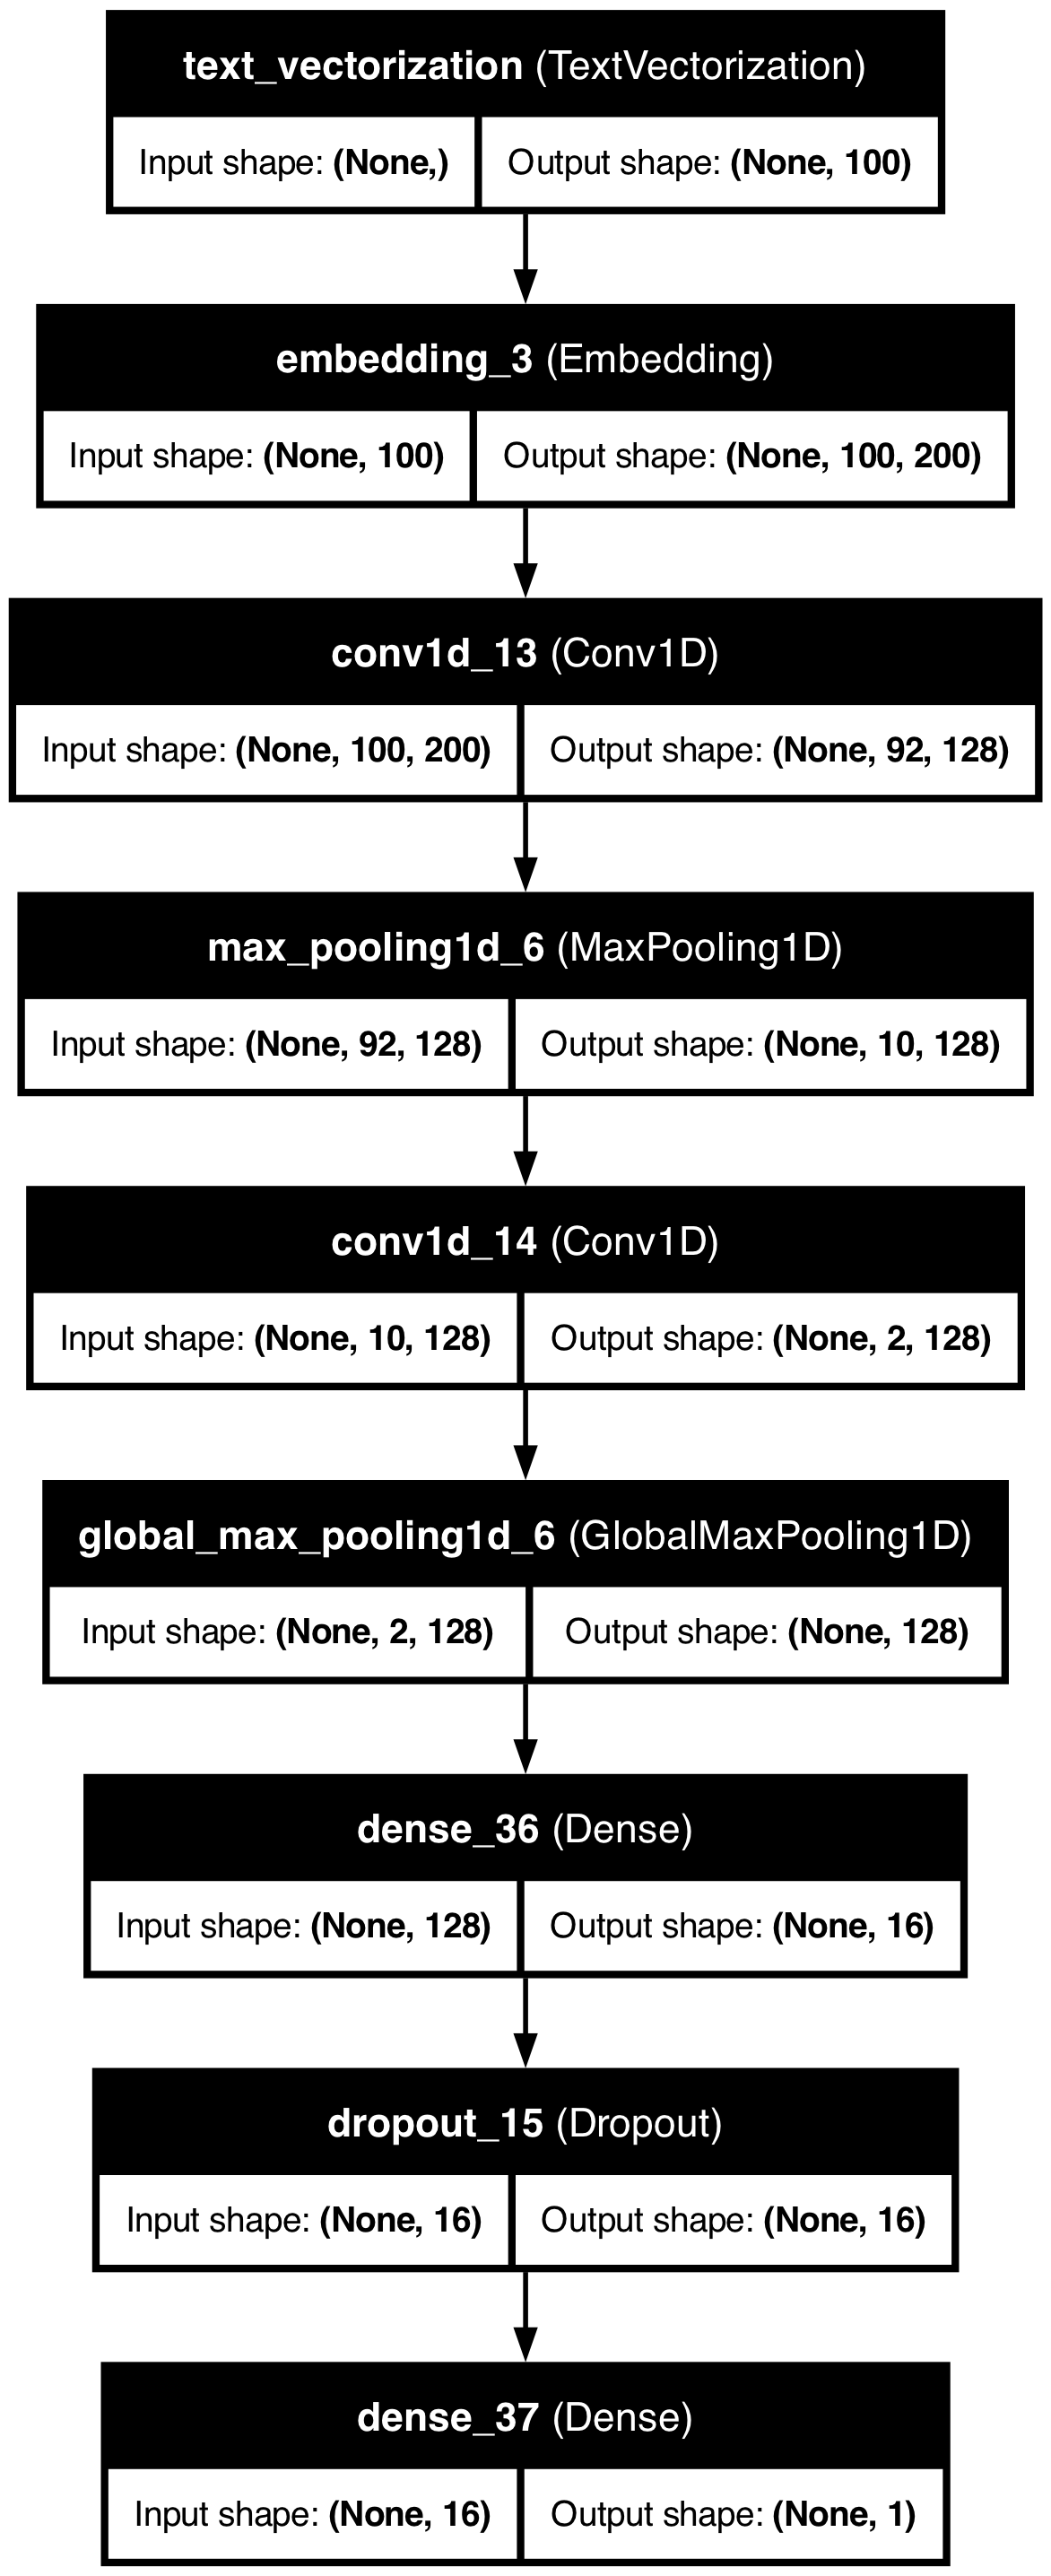 text_vectorization (TextVectorization)
Input shape: (None,) Output shape: (None, 100)
embedding_3 (Embedding)
Input shape: (None, 100) Output shape: (None, 100, 200)
conv1d_13 (Conv1D)
Input shape: (None, 100, 200) Output shape: (None, 92, 128)
max_pooling1d_6 (MaxPooling1D)
Input shape: (None, 92, 128) Output shape: (None, 10, 128)
conv1d_14 (Conv1D)
Input shape: (None, 10, 128) Output shape: (None, 2, 128)
global_max_pooling1d_6 (GlobalMaxPooling1D)
Input shape: (None, 2, 128) Output shape: (None, 128)
dense_36 (Dense)
Input shape: (None, 128) Output shape: (None, 16)
dropout_15 (Dropout)
Input shape: (None, 16) Output shape: (None, 16)
dense_37 (Dense)
Input shape: (None, 16) Output shape: (None, 1)